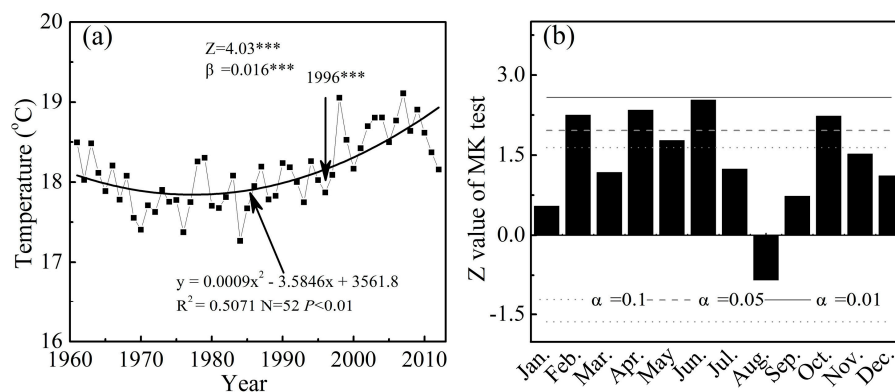 (a)
Z=4.03***
β =0.016***
1996***
y = 0.0009x² - 3.5846x + 3561.8
R² = 0.5071 N=52 P<0.01
Temperature (°C)
20
19
18
17
16
1960 1970 1980 1990 2000 2010
Year
(b)
Z value of MK test
3.0
1.5
0.0
-1.5
α =0.1 α =0.05 α =0.01
Jan. Feb. Mar. Apr. May Jun. Jul. Aug. Sep. Oct. Nov. Dec.